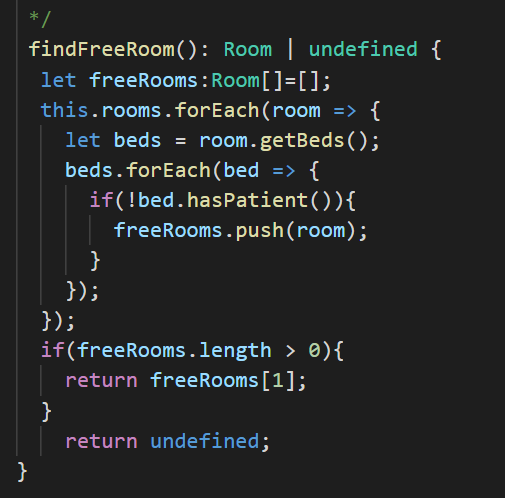 */
findFreeRoom(): Room | undefined {
let freeRooms:Room[]=[];
this.rooms.forEach(room => {
let beds = room.getBeds();
beds.forEach(bed => {
if(!bed.hasPatient()){
freeRooms.push(room);
}
});
});
if(freeRooms.length > 0){
return freeRooms[1];
}
return undefined;
}